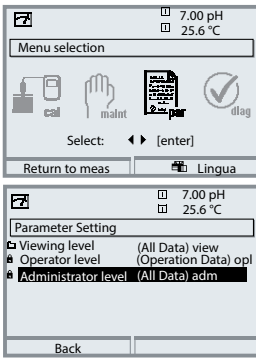 7.00 pH
25.6 °C
Menu selection
cal maint par diag
Select: [enter]
Return to meas Lingua
7.00 pH
25.6 °C
Parameter Setting
Viewing level (All Data) view
Operator level (Operation Data) opl
Administrator level (All Data) adm
Back